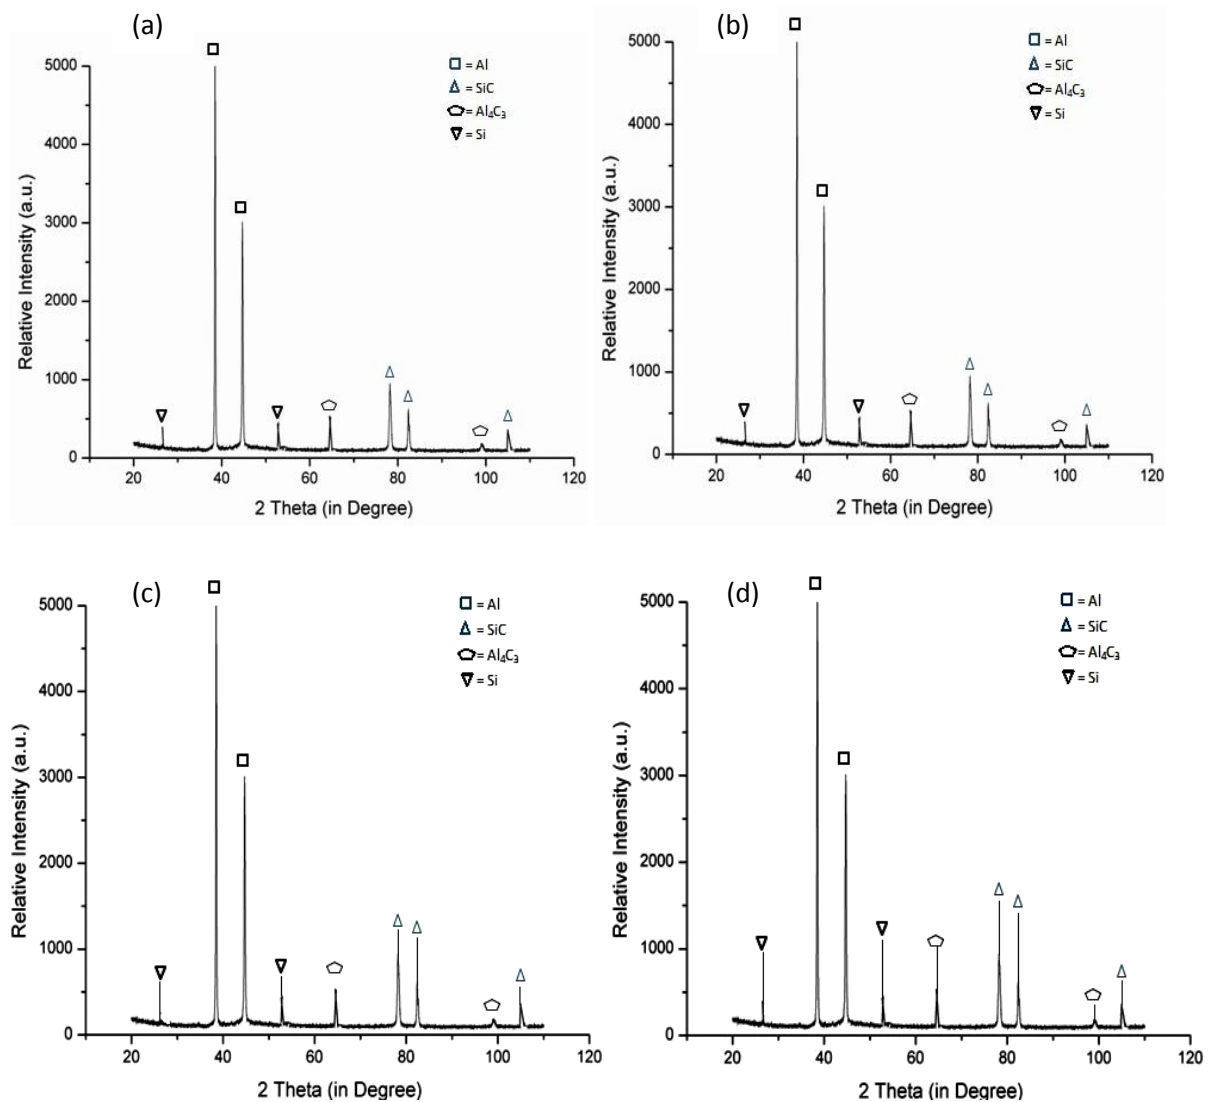 (a)
□ = Al
△ = SiC
⬠= Al₄C₃
▽ = Si
5000
4000
3000
2000
1000
0
Relative Intensity (a.u.)
20
40
60
80
100
120
2 Theta (in Degree)
(b)
□ = Al
△ = SiC
⬠= Al₄C₃
▽ = Si
5000
4000
3000
2000
1000
0
Relative Intensity (a.u.)
20
40
60
80
100
120
2 Theta (in Degree)
(c)
□ = Al
△ = SiC
⬠= Al₄C₃
▽ = Si
5000
4000
3000
2000
1000
0
Relative Intensity (a.u.)
20
40
60
80
100
120
2 Theta (in Degree)
(d)
□ = Al
△ = SiC
⬠= Al₄C₃
▽ = Si
5000
4000
3000
2000
1000
0
Relative Intensity (a.u.)
20
40
60
80
100
120
2 Theta (in Degree)